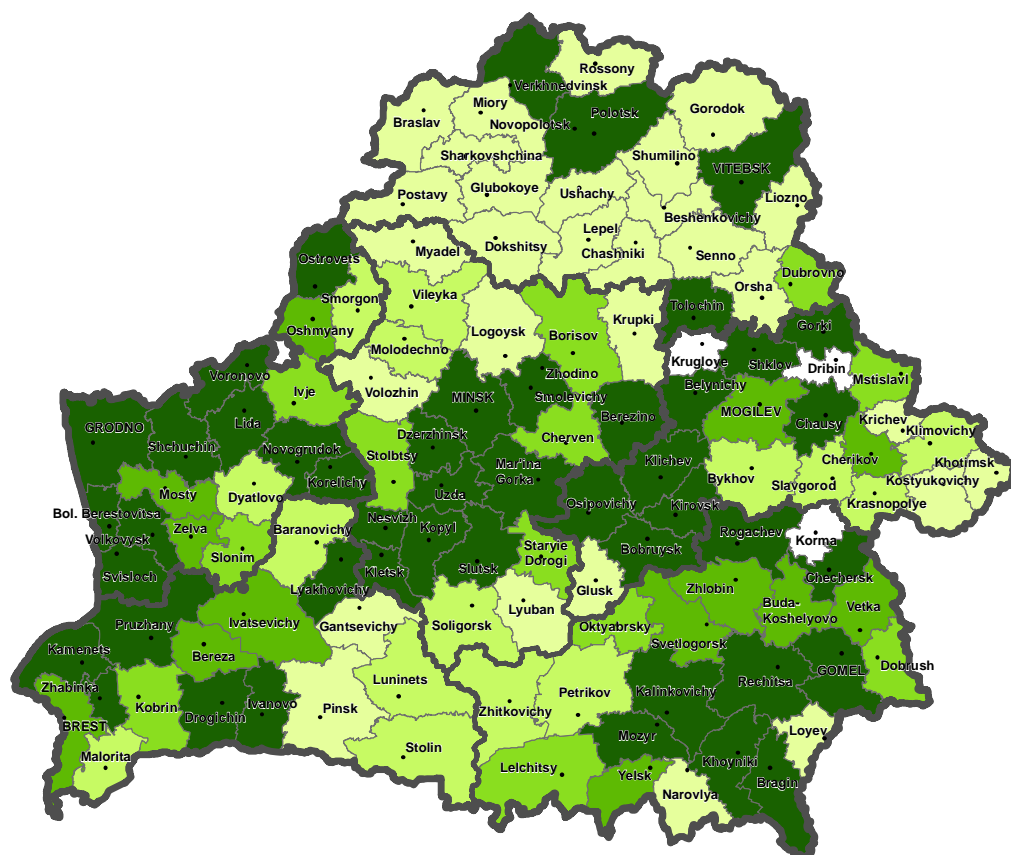 Rossony
Verkhnedvinsk
Miory
Braslav
Novopolotsk
Polotsk
Gorodok
Sharkovshchina
Shumilino
VITEBSK
Postavy
Glubokoye
Ushachy
Liozno
Beshenkovichy
Lepel
Myadel
Dokshitsy
Chashniki
Senno
Ostrovets
Dubrovno
Smorgon
Vileyka
Orsha
Tolochin
Oshmyany
Logoysk
Borisov
Krupki
Gorki
Molodechno
Krugloye
Shklov
Dribin
Voronovo
Zhodino
Volozhin
Ivje
Belynichy
Mstislavl
MINSK
Smolevichy
Lida
GRODNO
Berezino
MOGILEV
Chausy
Krichev
Klimovichy
Dzerzhinsk
Cherven
Shchuchin
Novogrudok
Stolbtsy
Klichev
Cherikov
Khotimsk
Korelichy
Mar'ina
Gorka
Bykhov
Slavgorod
Kostyukovichy
Mosty
Dyatlovo
Uzda
Osipovichy
Krasnopolye
Bol. Berestovitsa
Nesvizh
Kopyl
Kirovsk
Baranovichy
Volkovysk
Zelva
Rogachev
Korma
Slonim
Staryie
Dorogi
Bobruysk
Svisloch
Lyakhovichy
Kletsk
Slutsk
Chechersk
Glusk
Zhlobin
Buda-
Koshelyovo
Vetka
Pruzhany
Ivatsevichy
Gantsevichy
Soligorsk
Lyuban
Kamenets
Bereza
Oktyabrsky
Svetlogorsk
Dobrush
Zhabinka
Luninets
Petrikov
Kalinkovichy
Rechitsa
GOMEL
Kobrin
Drogichin
Ivanovo
Pinsk
Zhitkovichy
BREST
Loyev
Mozyr
Stolin
Malorita
Khoyniki
Lelchitsy
Yelsk
Bragin
Narovlya